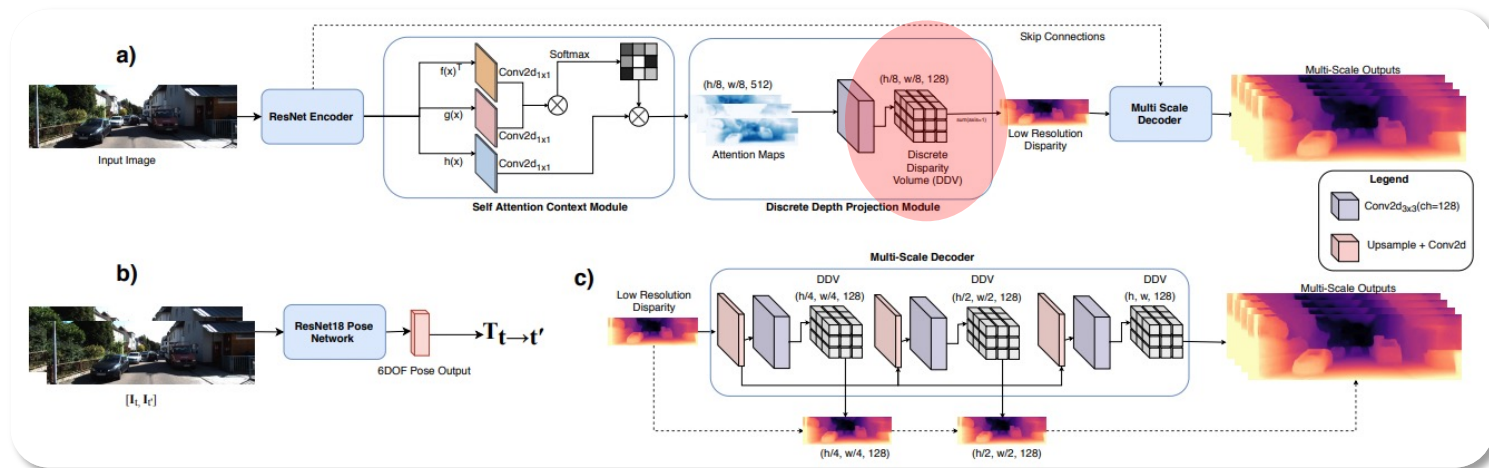 a)
Input Image
ResNet Encoder
f(x)ᵀ
g(x)
h(x)
Conv2d1x1
Conv2d1x1
Conv2d1x1
Softmax
Self Attention Context Module
(h/8, w/8, 512)
Attention Maps
(h/8, w/8, 128)
Discrete
Disparity
Volume (DDV)
sum(axis=1)
Discrete Depth Projection Module
Low Resolution
Disparity
Skip Connections
Multi Scale
Decoder
Multi-Scale Outputs
Legend
Conv2d3x3(ch=128)
Upsample + Conv2d
b)
[It, It']
ResNet18 Pose
Network
6DOF Pose Output
Tt→t′
c)
Multi-Scale Decoder
Low Resolution
Disparity
DDV
(h/4, w/4, 128)
DDV
(h/2, w/2, 128)
DDV
(h, w, 128)
Multi-Scale Outputs
(h/4, w/4, 128)
(h/2, w/2, 128)